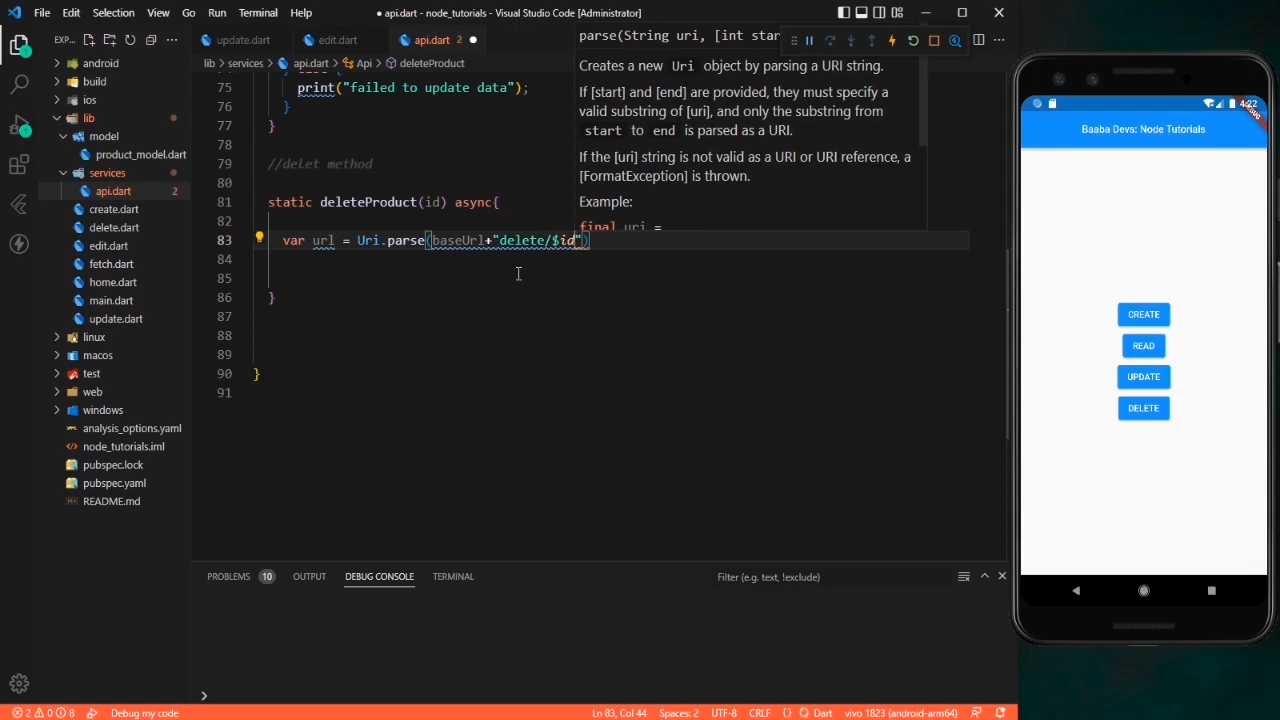 File Edit Selection View Go Run Terminal Help
● api.dart - node_tutorials - Visual Studio Code [Administrator]
EXP...
update.dart
edit.dart
api.dart 2
lib > services > api.dart > Api > deleteProduct
android
build
ios
lib
model
product_model.dart
services
api.dart 2
create.dart
delete.dart
edit.dart
fetch.dart
home.dart
main.dart
update.dart
linux
macos
test
web
windows
analysis_options.yaml
node_tutorials.iml
pubspec.lock
pubspec.yaml
README.md
75 print("failed to update data");
76 }
77 }
78
79 //delet method
80
81 static deleteProduct(id) async{
82
83 var url = Uri.parse(baseUrl+"delete/$id")
84
85
86 }
87
88
89
90 }
91
parse(String uri, [int star
Creates a new Uri object by parsing a URI string.
If [start] and [end] are provided, they must specify a
valid substring of [uri], and only the substring from
start to end is parsed as a URI.
If the [uri] string is not valid as a URI or URI reference, a
[FormatException] is thrown.
Example:
final uri =
PROBLEMS 10 OUTPUT DEBUG CONSOLE TERMINAL
Filter (e.g. text, !exclude)
2 0 8 Debug my code
Ln 83, Col 44 Spaces: 2 UTF-8 CRLF {} Dart vivo 1823 (android-arm64)
4:22
Baaba Devs: Node Tutorials
CREATE
READ
UPDATE
DELETE